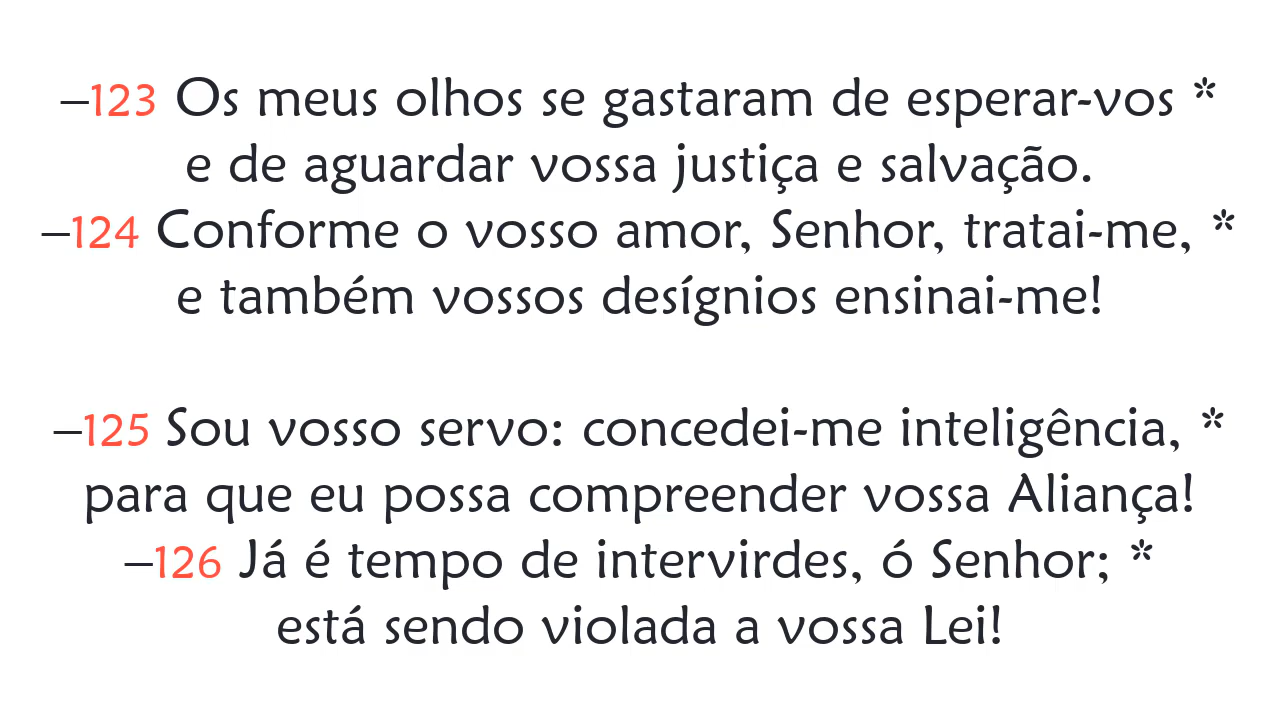 –123 Os meus olhos se gastaram de esperar-vos *
e de aguardar vossa justiça e salvação.
–124 Conforme o vosso amor, Senhor, tratai-me, *
e também vossos desígnios ensinai-me!
–125 Sou vosso servo: concedei-me inteligência, *
para que eu possa compreender vossa Aliança!
–126 Já é tempo de intervirdes, ó Senhor; *
está sendo violada a vossa Lei!